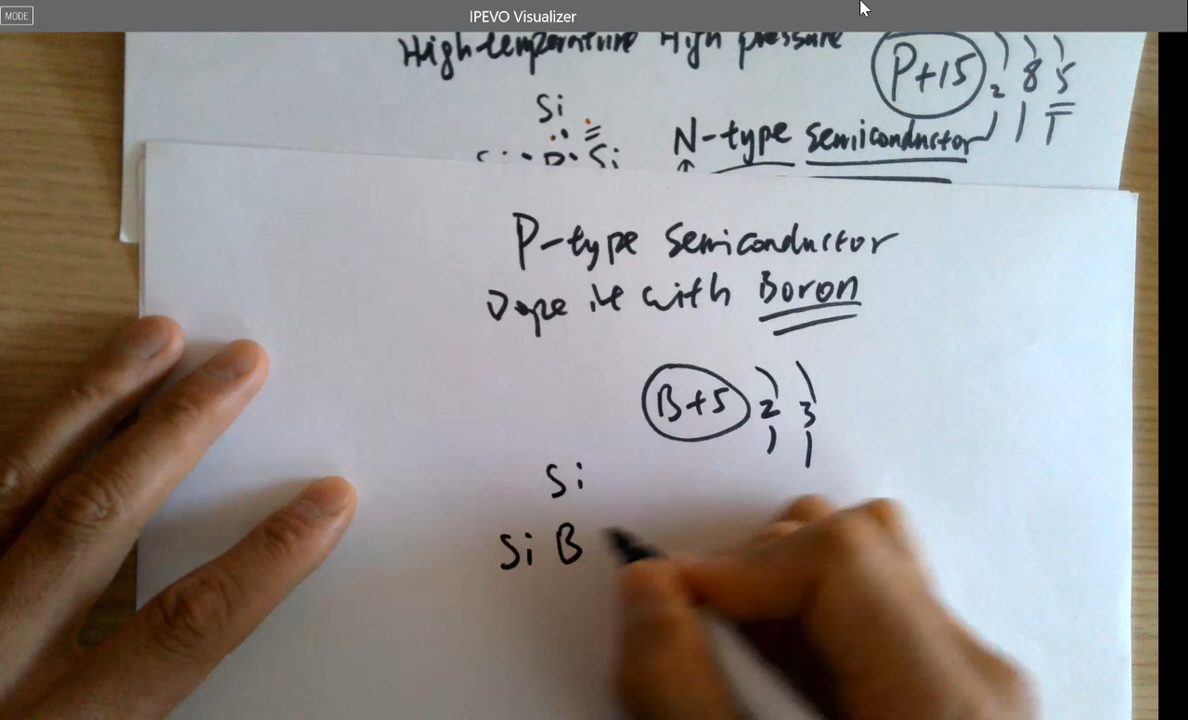 MODE
IPEVO Visualizer
High-temperature High pressure
P+15 2 8 5
Si
N-type semiconductor
Si
P-type semiconductor
Dope it with Boron
B+5 2 3
Si
Si B